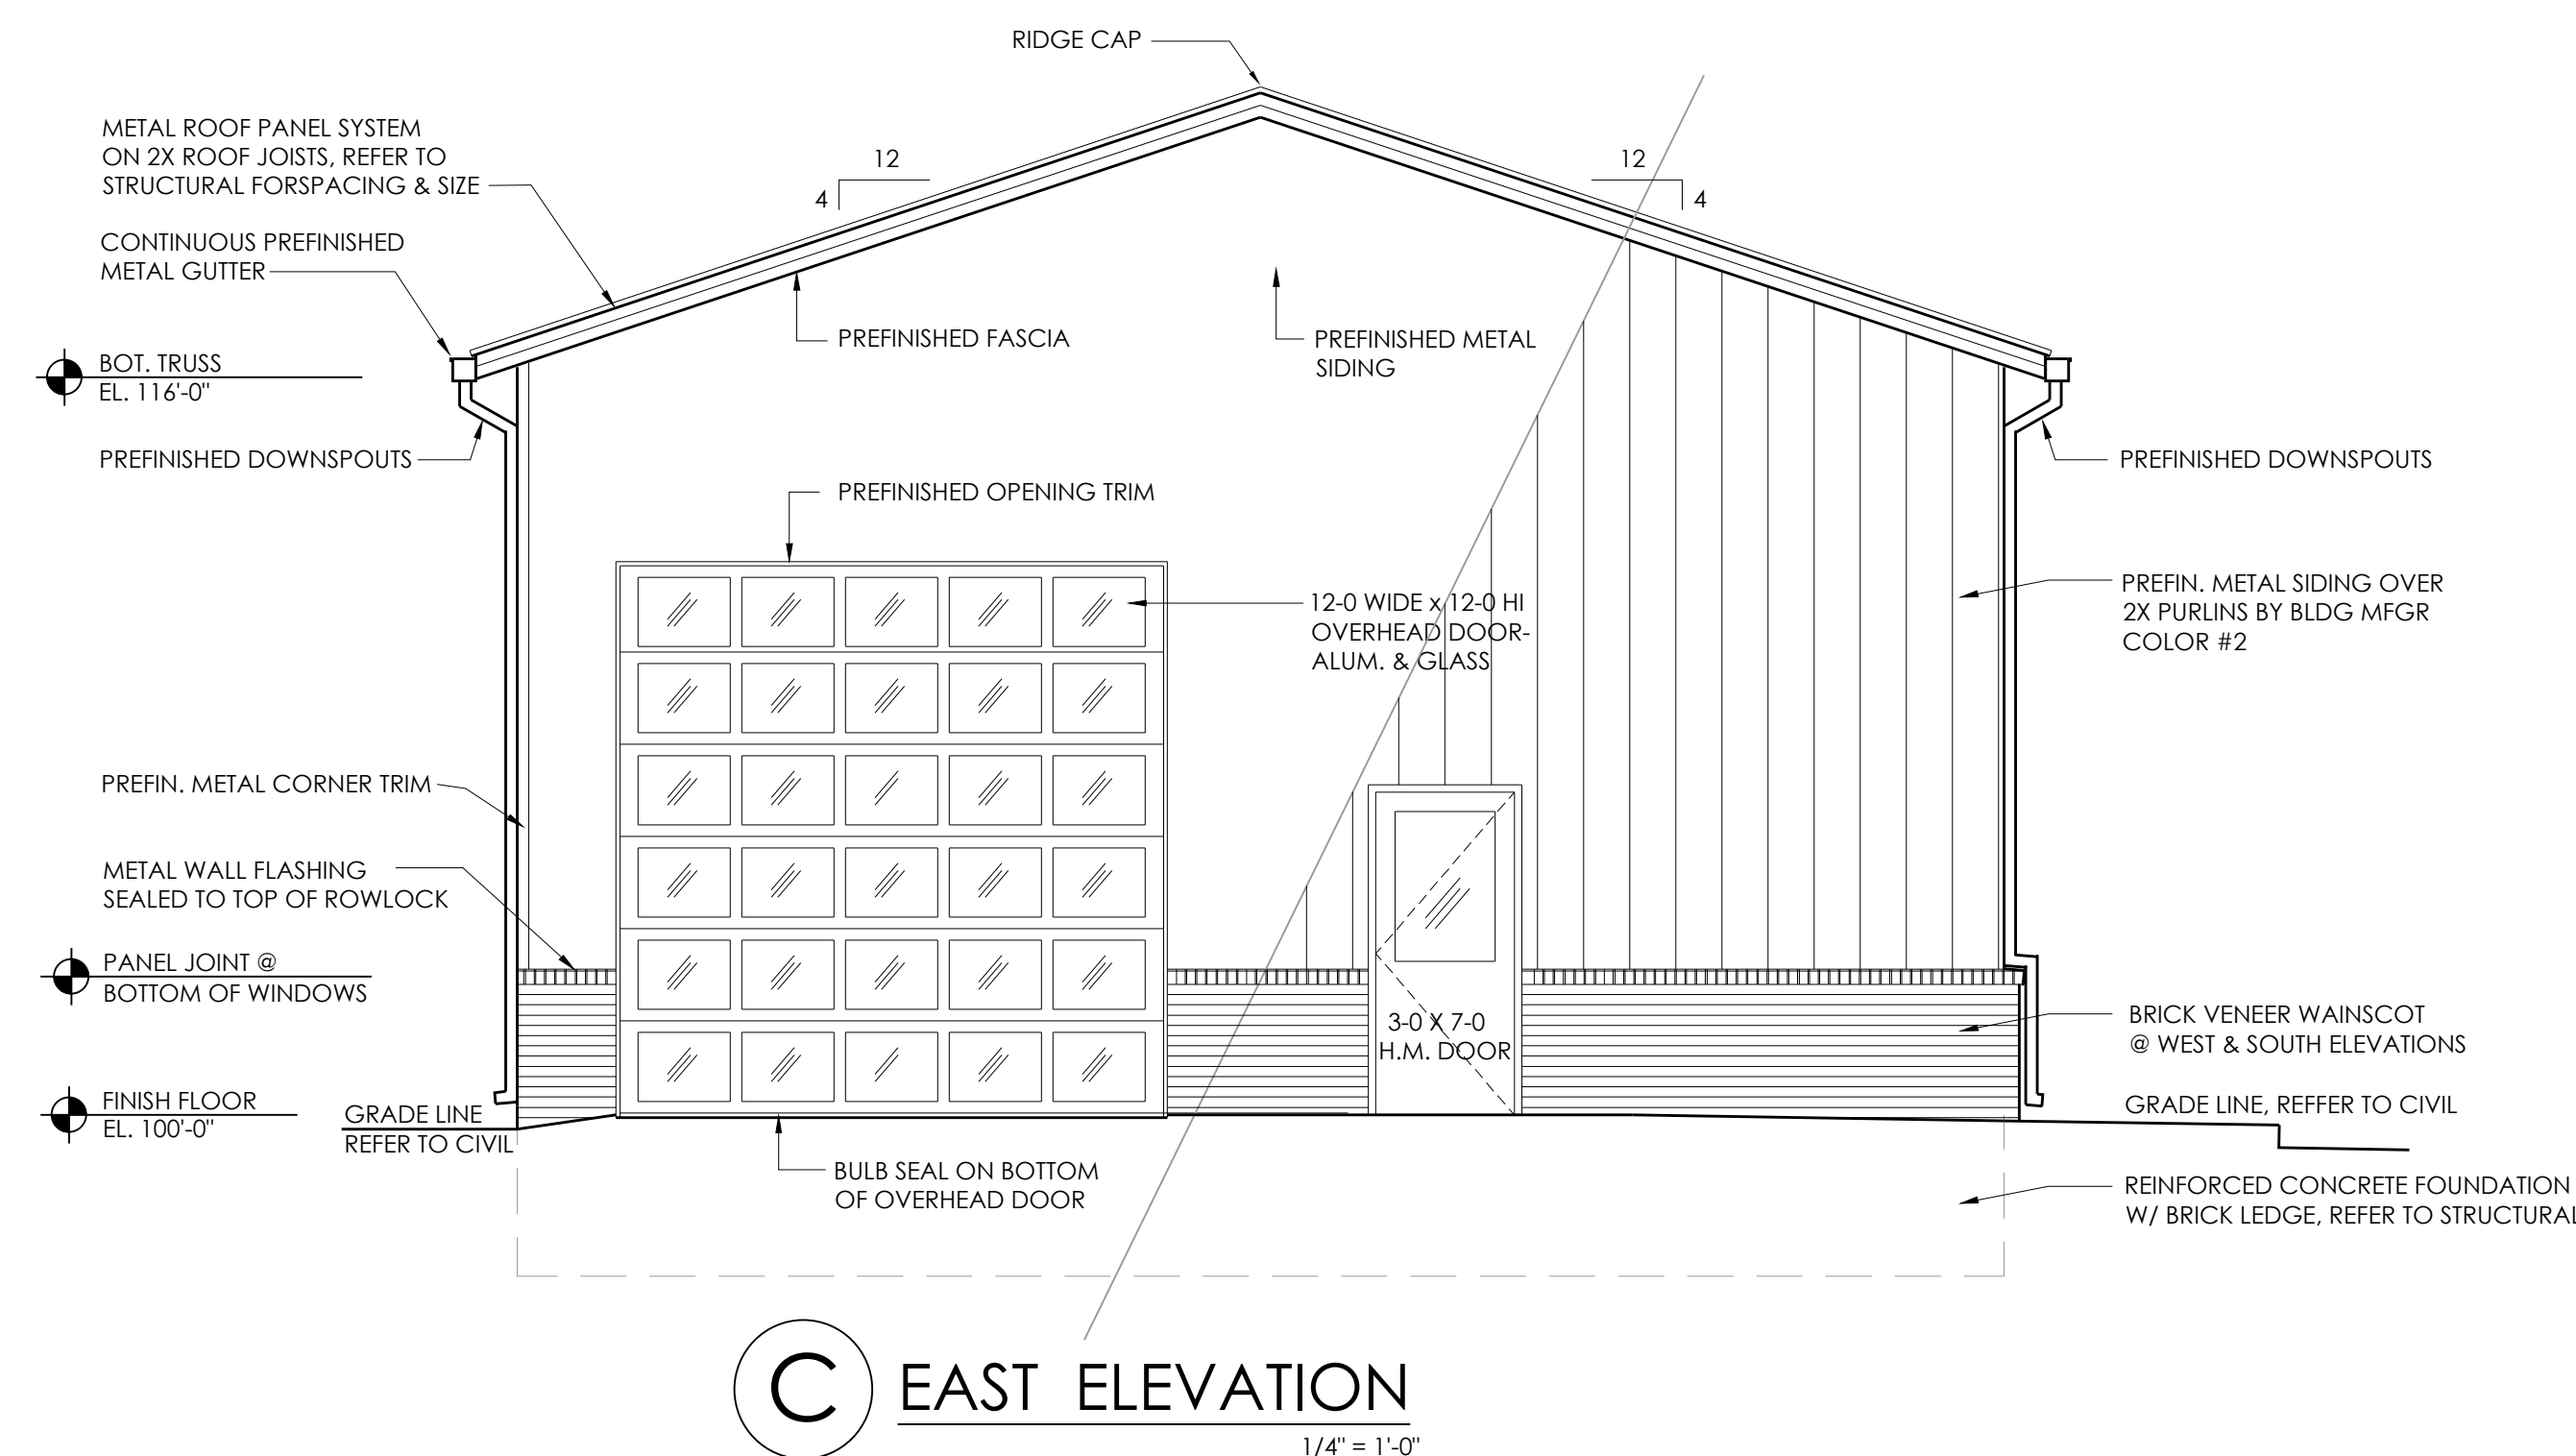 RIDGE CAP
METAL ROOF PANEL SYSTEM
ON 2X ROOF JOISTS, REFER TO
STRUCTURAL FORSPACING & SIZE
12
4
12
4
CONTINUOUS PREFINISHED
METAL GUTTER
PREFINISHED FASCIA
PREFINISHED METAL
SIDING
BOT. TRUSS
EL. 116'-0"
PREFINISHED DOWNSPOUTS
PREFINISHED DOWNSPOUTS
PREFINISHED OPENING TRIM
12-0 WIDE x 12-0 HI
OVERHEAD DOOR-
ALUM. & GLASS
PREFIN. METAL SIDING OVER
2X PURLINS BY BLDG MFGR
COLOR #2
PREFIN. METAL CORNER TRIM
METAL WALL FLASHING
SEALED TO TOP OF ROWLOCK
PANEL JOINT @
BOTTOM OF WINDOWS
3-0 X 7-0
H.M. DOOR
BRICK VENEER WAINSCOT
@ WEST & SOUTH ELEVATIONS
FINISH FLOOR
EL. 100'-0"
GRADE LINE
REFER TO CIVIL
GRADE LINE, REFFER TO CIVIL
BULB SEAL ON BOTTOM
OF OVERHEAD DOOR
REINFORCED CONCRETE FOUNDATION
W/ BRICK LEDGE, REFER TO STRUCTURAL
C
EAST ELEVATION
1/4" = 1'-0"